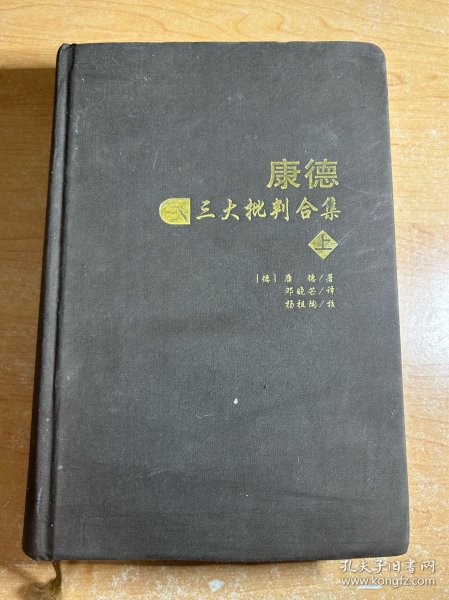 康德
三大批判合集
上
〔德〕康 德/著
邓晓芒/译
杨祖陶/校
孔夫子旧书网
www.kongfz.com